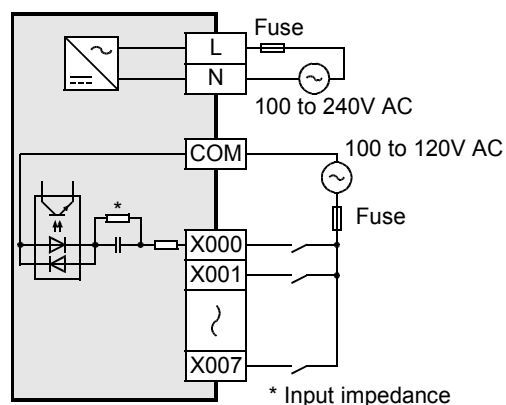 Fuse
L
N
100 to 240V AC
COM
100 to 120V AC
*
Fuse
X000
X001
X007
* Input impedance